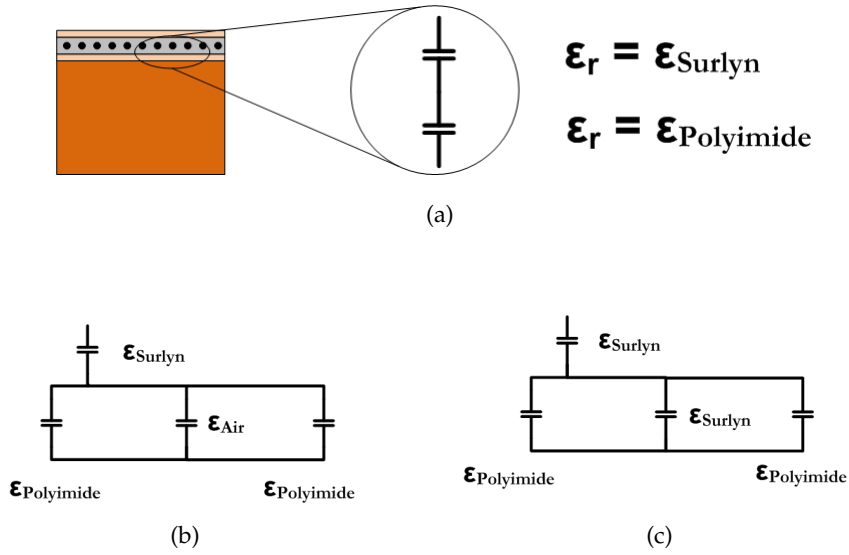 εr = εSurlyn
εr = εPolyimide
(a)
εSurlyn
εAir
εPolyimide
εPolyimide
(b)
εSurlyn
εSurlyn
εPolyimide
εPolyimide
(c)